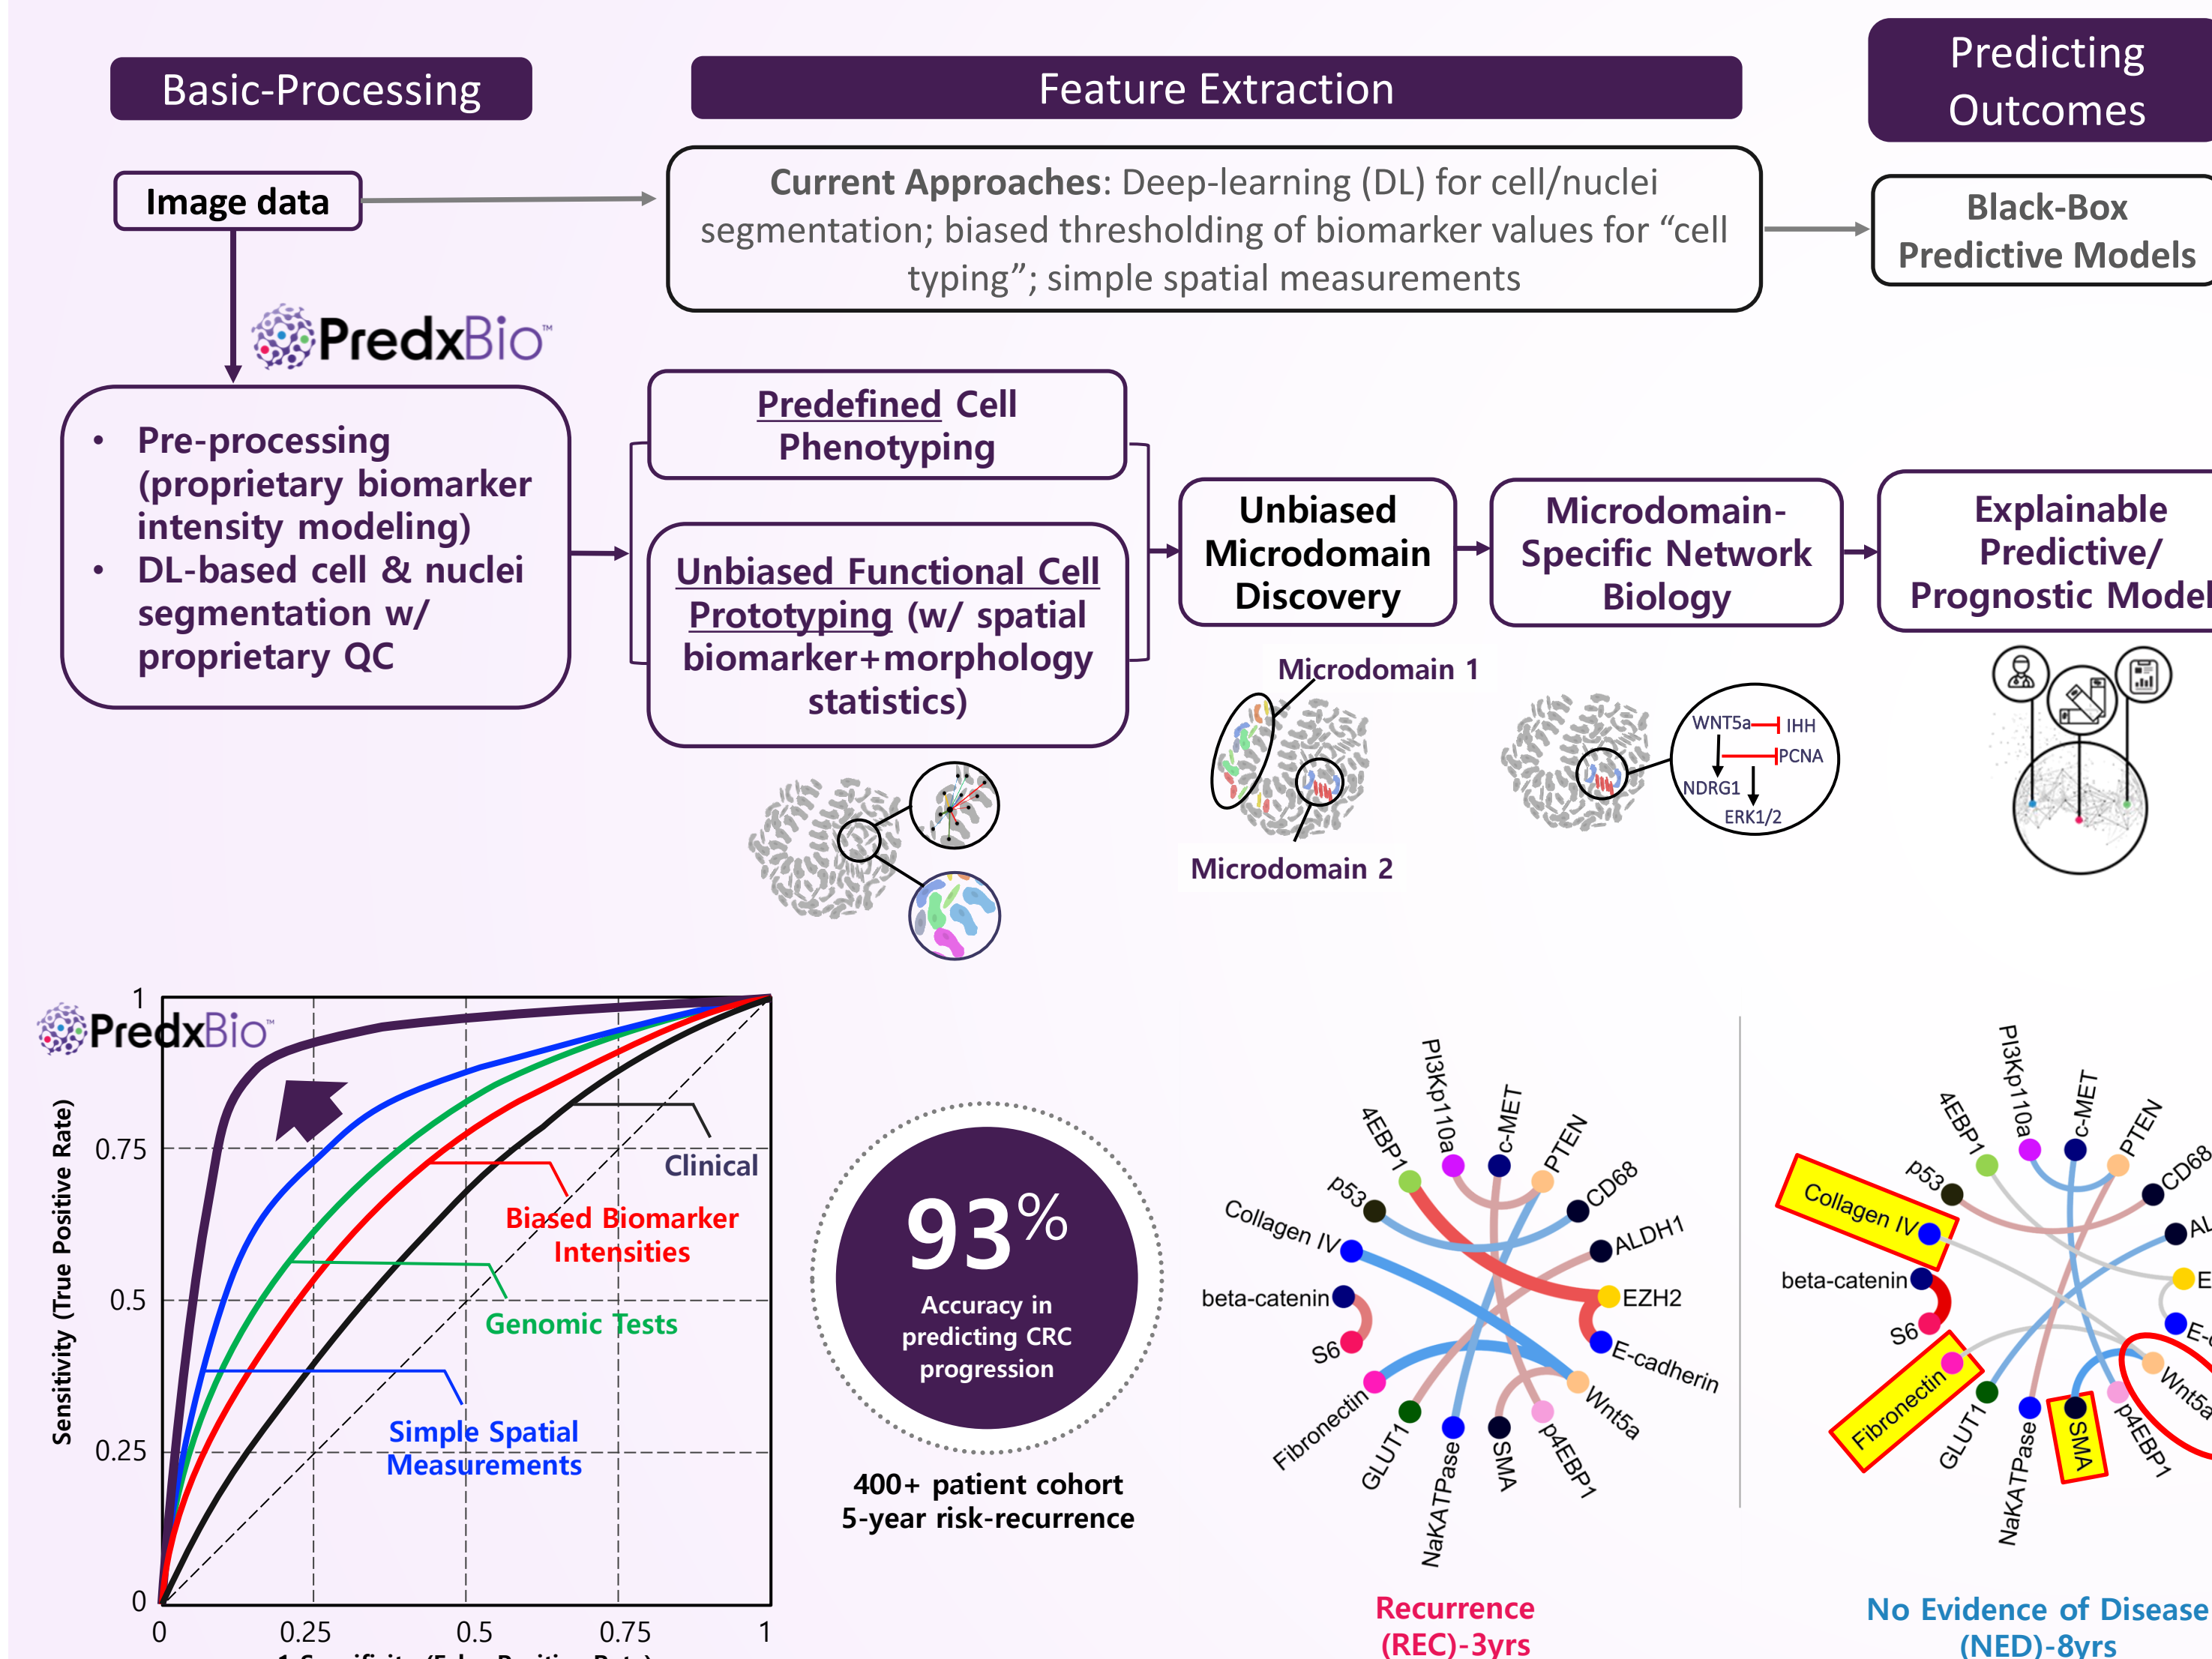 Basic-Processing
Feature Extraction
Predicting
Outcomes
Image data
Current Approaches: Deep-learning (DL) for cell/nuclei
segmentation; biased thresholding of biomarker values for “cell
typing”; simple spatial measurements
Black-Box
Predictive Models
PredxBio™
• Pre-processing
(proprietary biomarker
intensity modeling)
• DL-based cell & nuclei
segmentation w/
proprietary QC
Predefined Cell
Phenotyping
Unbiased Functional Cell
Prototyping (w/ spatial
biomarker+morphology
statistics)
Unbiased
Microdomain
Discovery
Microdomain-
Specific Network
Biology
Explainable
Predictive/
Prognostic Model
Microdomain 1
Microdomain 2
WNT5a
IHH
PCNA
NDRG1
ERK1/2
PredxBio™
Sensitivity (True Positive Rate)
1
0.75
0.5
0.25
0
0
0.25
0.5
0.75
1
1-Specificity (False Positive Rate)
Clinical
Biased Biomarker
Intensities
Genomic Tests
Simple Spatial
Measurements
93%
Accuracy in
predicting CRC
progression
400+ patient cohort
5-year risk-recurrence
PI3Kp110a
c-MET
PTEN
CD68
ALDH1
EZH2
E-cadherin
Wnt5a
p4EBP1
SMA
NaKATPase
GLUT1
Fibronectin
S6
beta-catenin
Collagen IV
p53
4EBP1
Recurrence
(REC)-3yrs
PI3Kp110a
c-MET
PTEN
CD68
AL
E
E-c
Wnt5a
p4EBP1
SMA
NaKATPase
GLUT1
Fibronectin
S6
beta-catenin
Collagen IV
p53
4EBP1
No Evidence of Disease
(NED)-8yrs